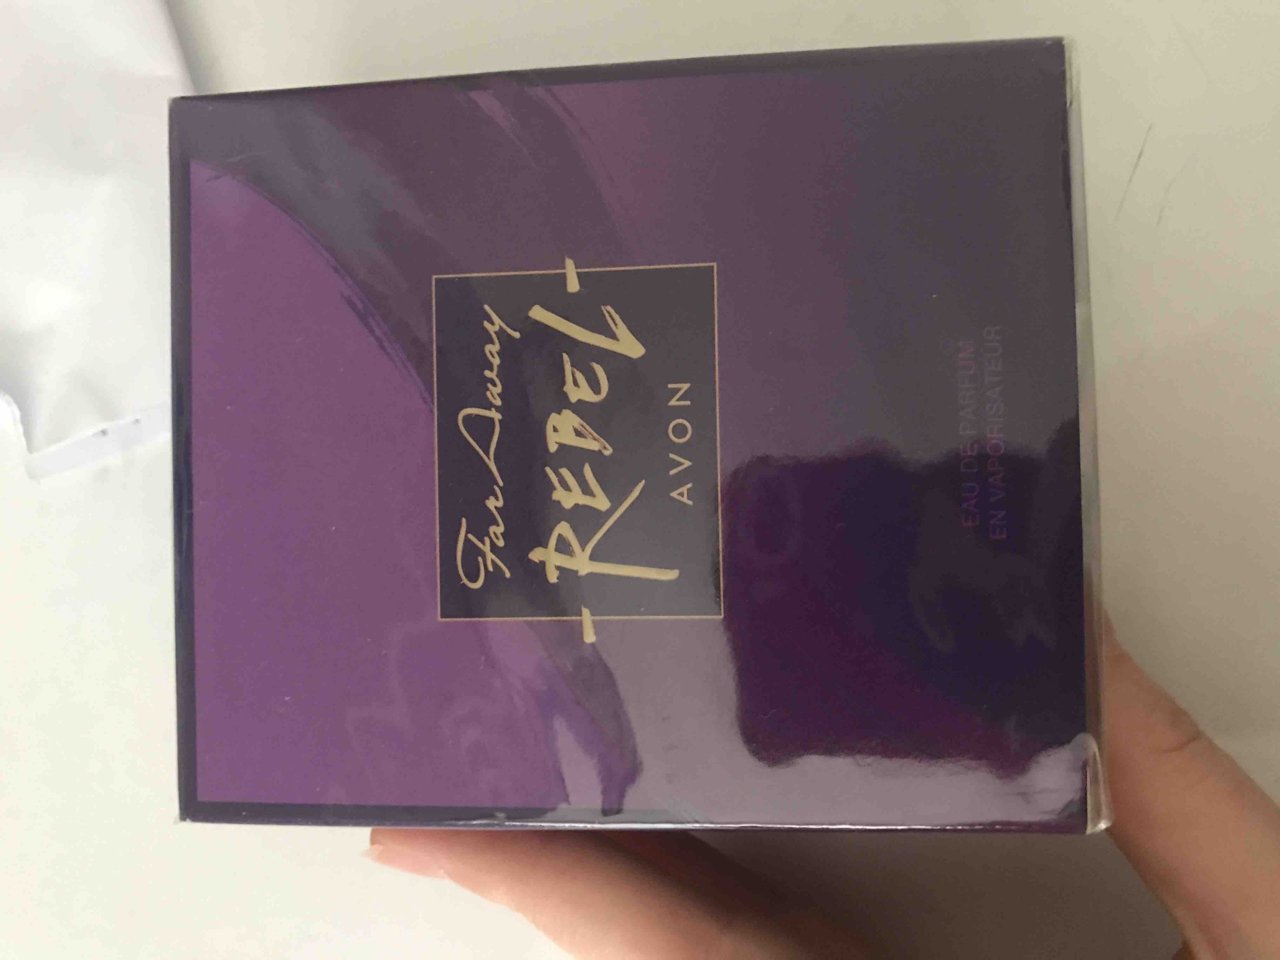 Far Away
REBEL
AVON
EAU DE PARFUM
EN VAPORISATEUR